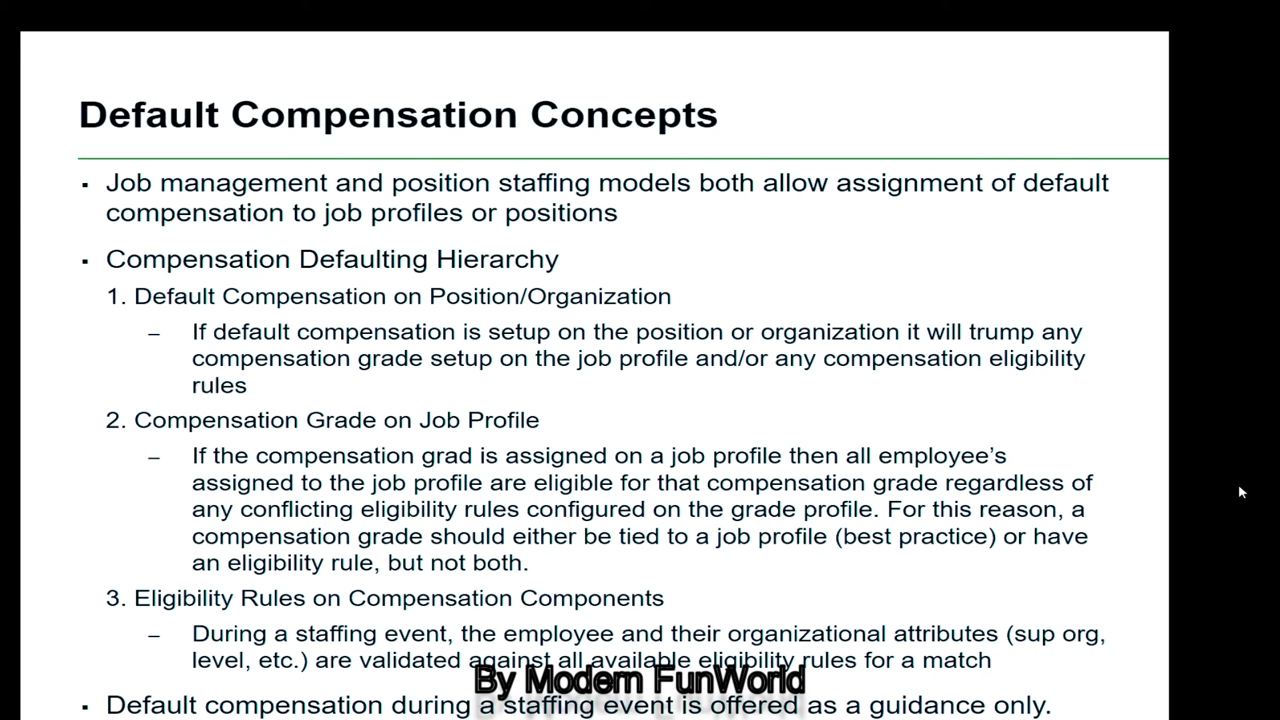 Default Compensation Concepts
▪ Job management and position staffing models both allow assignment of default
compensation to job profiles or positions
▪ Compensation Defaulting Hierarchy
1. Default Compensation on Position/Organization
– If default compensation is setup on the position or organization it will trump any
compensation grade setup on the job profile and/or any compensation eligibility
rules
2. Compensation Grade on Job Profile
– If the compensation grad is assigned on a job profile then all employee’s
assigned to the job profile are eligible for that compensation grade regardless of
any conflicting eligibility rules configured on the grade profile. For this reason, a
compensation grade should either be tied to a job profile (best practice) or have
an eligibility rule, but not both.
3. Eligibility Rules on Compensation Components
– During a staffing event, the employee and their organizational attributes (sup org,
level, etc.) are validated against all available eligibility rules for a match
By Modern FunWorld
▪ Default compensation during a staffing event is offered as a guidance only.